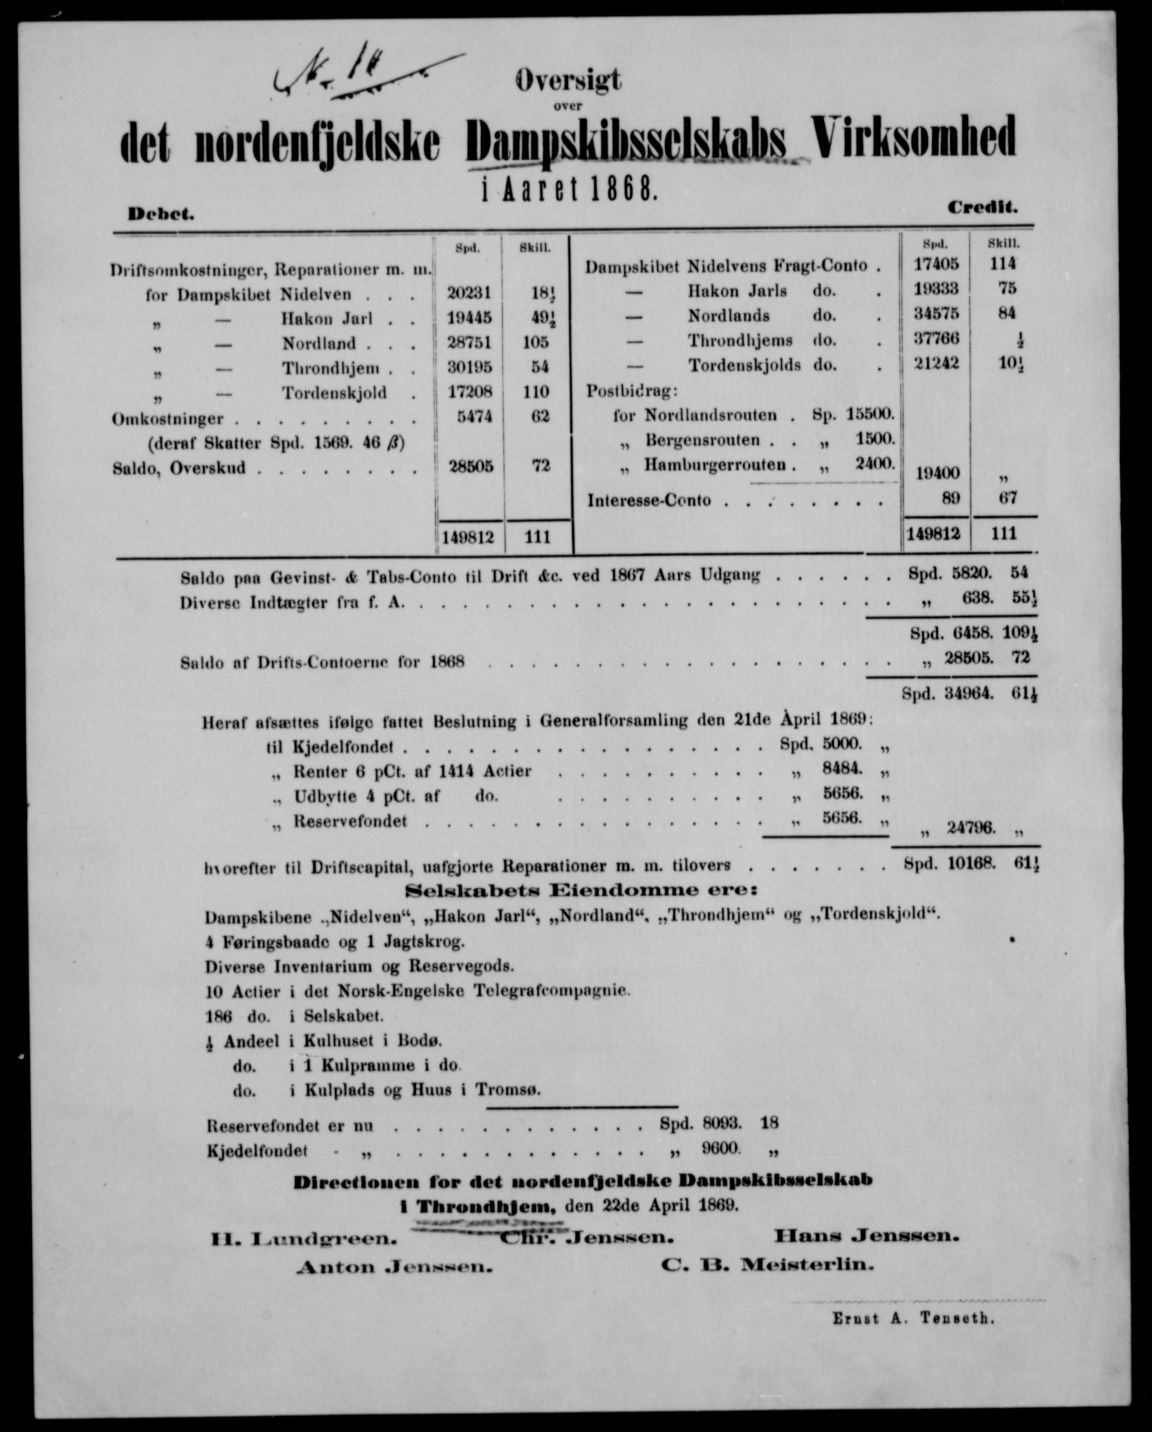 N. 10
Oversigt
over
det nordenfjeldske Dampskibsselskabs Virksomhed
i Aaret 1868.
Debet. Credit.
Spd. Skill. Spd. Skill.
Driftsomkostninger, Reparationer m. m. Dampskibet Nidelvens Fragt-Conto . 17405 114
for Dampskibet Nidelven . . . 20231 18½ — Hakon Jarls do. . 19333 75
„ — Hakon Jarl . . 19445 49½ — Nordlands do. . 34575 84
„ — Nordland . . . 28751 105 — Throndhjems do. . 37766 ½
„ — Throndhjem . . 30195 54 — Tordenskjolds do. . 21242 10½
„ — Tordenskjold . 17208 110 Postbidrag:
Omkostninger . . . . . . . . . 5474 62 for Nordlandsrouten . Sp. 15500.
(deraf Skatter Spd. 1569. 46 β) „ Bergensrouten . . „ 1500.
Saldo, Overskud . . . . . . . . 28505 72 „ Hamburgerrouten . „ 2400. 19400 „
Interesse-Conto . . . . . . . . 89 67
149812 111 149812 111
Saldo paa Gevinst- & Tabs-Conto til Drift &c. ved 1867 Aars Udgang . . . . . . Spd. 5820. 54
Diverse Indtægter fra f. A. . . . . . . . . . . . . . . . . . . „ 638. 55½
Spd. 6458. 109½
Saldo af Drifts-Contoerne for 1868 . . . . . . . . . . . . . . . „ 28505. 72
Spd. 34964. 61½
Heraf afsættes ifølge fattet Beslutning i Generalforsamling den 21de April 1869:
til Kjedelfondet . . . . . . . . . . . . . . . . . Spd. 5000. „
„ Renter 6 pCt. af 1414 Actier . . . . . . . . . . „ 8484. „
„ Udbytte 4 pCt. af do. . . . . . . . . . . „ 5656. „
„ Reservefondet . . . . . . . . . . . . . . . . „ 5656. „ „ 24796. „
hvorefter til Driftscapital, uafgjorte Reparationer m. m. tilovers . . . . . . . Spd. 10168. 61½
Selskabets Eiendomme ere:
Dampskibene „Nidelven“, „Hakon Jarl“, „Nordland“, „Throndhjem“ og „Tordenskjold“.
4 Føringsbaade og 1 Jagtskrog.
Diverse Inventarium og Reservegods.
10 Actier i det Norsk-Engelske Telegrafcompagnie.
186 do. i Selskabet.
½ Andeel i Kulhuset i Bodø.
do. i 1 Kulpramme i do.
do. i Kulplads og Huus i Tromsø.
Reservefondet er nu . . . . . . . . . . . . Spd. 8093. 18
Kjedelfondet - „ . . . . . . . . . . . . „ 9600. „
Directionen for det nordenfjeldske Dampskibsselskab
i Throndhjem, den 22de April 1869.
H. Lundgreen. Chr. Jenssen. Hans Jenssen.
Anton Jenssen. C. B. Meisterlin.
Ernst A. Tønseth.